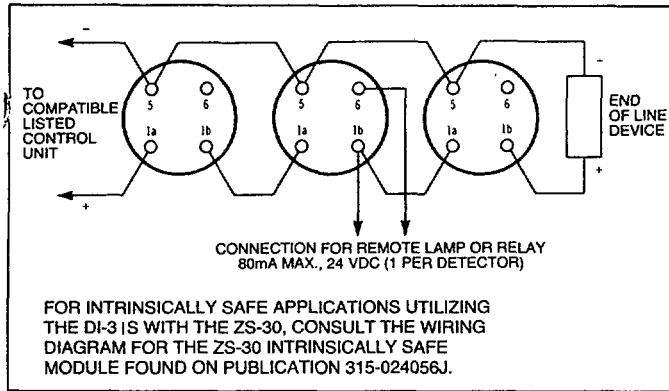 −
−
TO
COMPATIBLE
LISTED
CONTROL
UNIT
5 6
1a 1b
5 6
1a 1b
5 6
1a 1b
END
OF LINE
DEVICE
+
+
CONNECTION FOR REMOTE LAMP OR RELAY
80mA MAX., 24 VDC (1 PER DETECTOR)
FOR INTRINSICALLY SAFE APPLICATIONS UTILIZING
THE DI-3 IS WITH THE ZS-30, CONSULT THE WIRING
DIAGRAM FOR THE ZS-30 INTRINSICALLY SAFE
MODULE FOUND ON PUBLICATION 315-024056J.